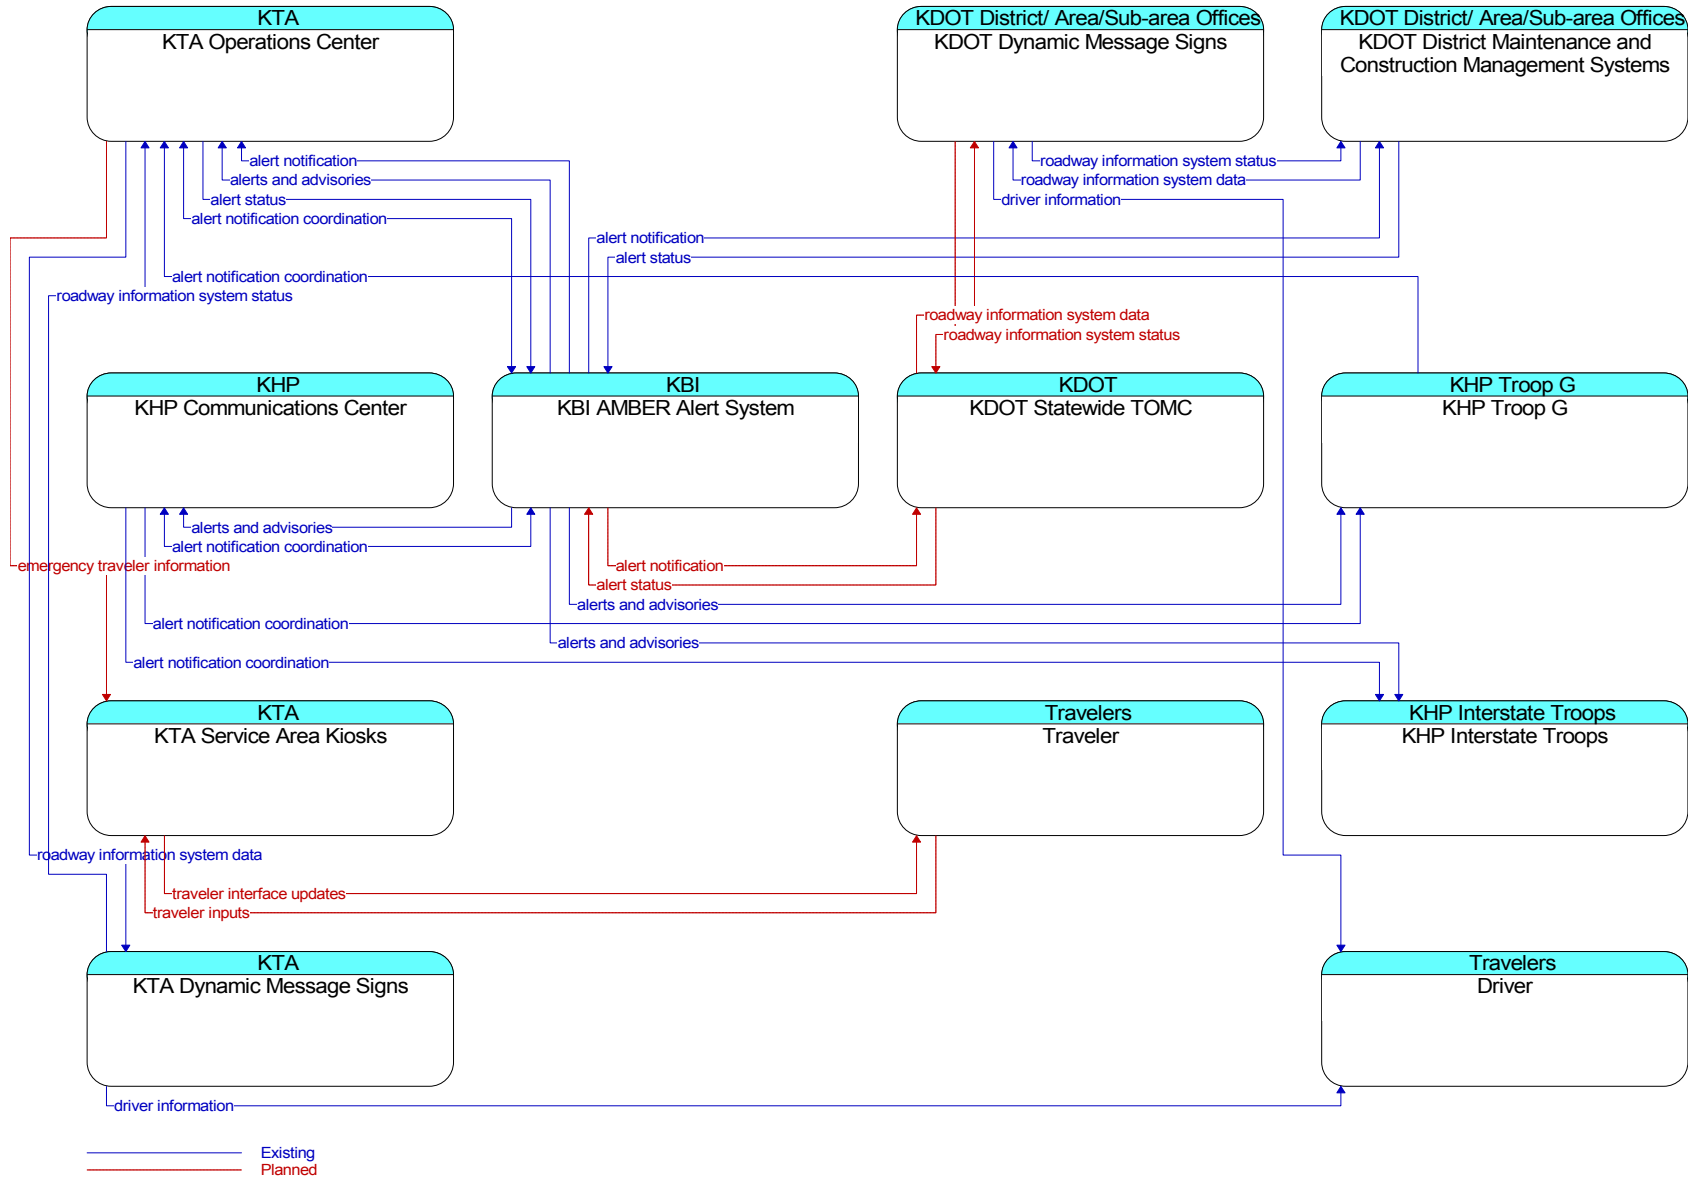 KTA
KTA Operations Center
KDOT District/ Area/Sub-area Offices
KDOT Dynamic Message Signs
KDOT District/ Area/Sub-area Offices
KDOT District Maintenance and
Construction Management Systems
alert notification
alerts and advisories
alert status
alert notification coordination
roadway information system status
roadway information system data
driver information
alert notification
alert status
alert notification coordination
roadway information system status
roadway information system data
roadway information system status
KHP
KHP Communications Center
KBI
KBI AMBER Alert System
KDOT
KDOT Statewide TOMC
KHP Troop G
KHP Troop G
alerts and advisories
alert notification coordination
emergency traveler information
alert notification
alert status
alerts and advisories
alert notification coordination
alerts and advisories
alert notification coordination
KTA
KTA Service Area Kiosks
Travelers
Traveler
KHP Interstate Troops
KHP Interstate Troops
roadway information system data
traveler interface updates
traveler inputs
KTA
KTA Dynamic Message Signs
Travelers
Driver
driver information
Existing
Planned